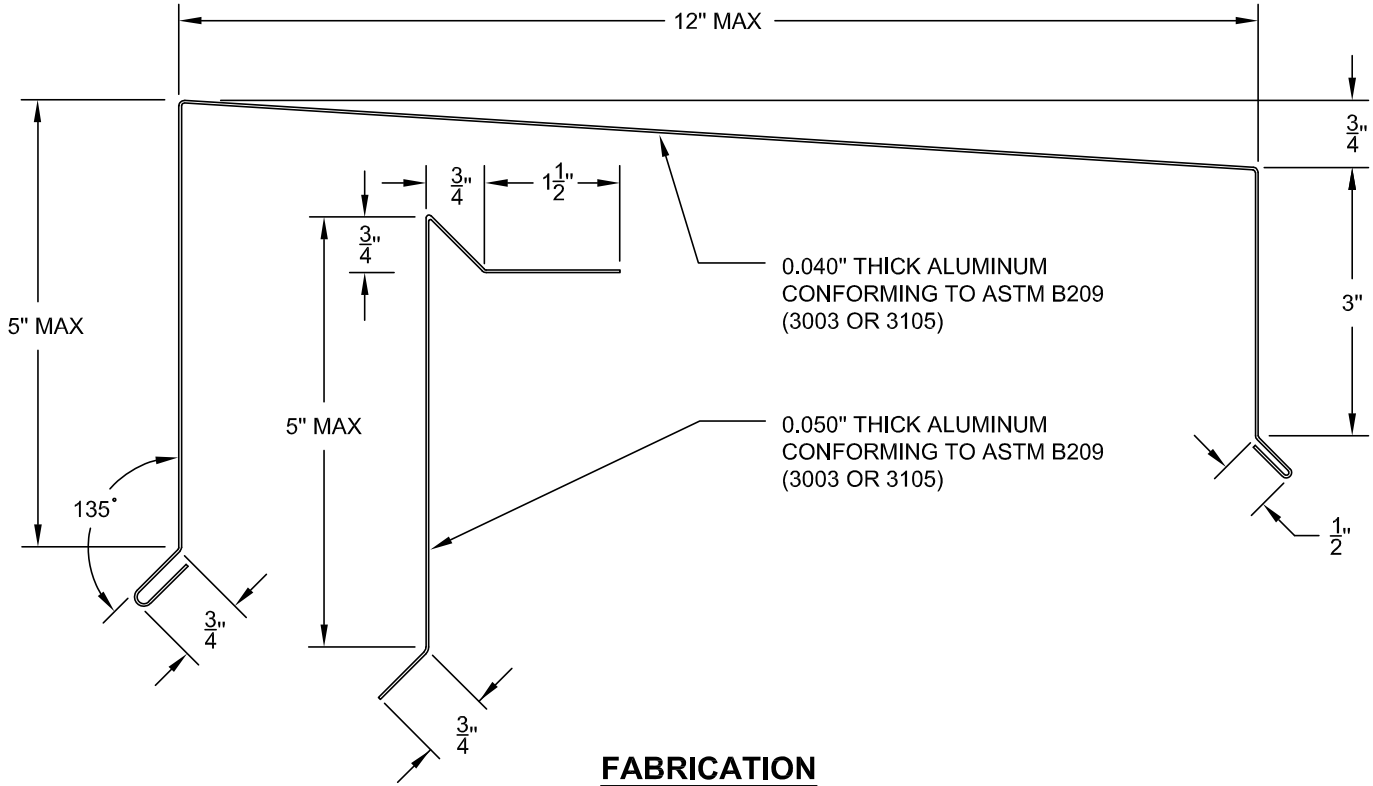 12" MAX
3/4
3/4"
1 1/2"
3/4"
0.040" THICK ALUMINUM
CONFORMING TO ASTM B209
(3003 OR 3105)
3"
5" MAX
5" MAX
0.050" THICK ALUMINUM
CONFORMING TO ASTM B209
(3003 OR 3105)
135°
1/2"
3/4"
3/4"
FABRICATION